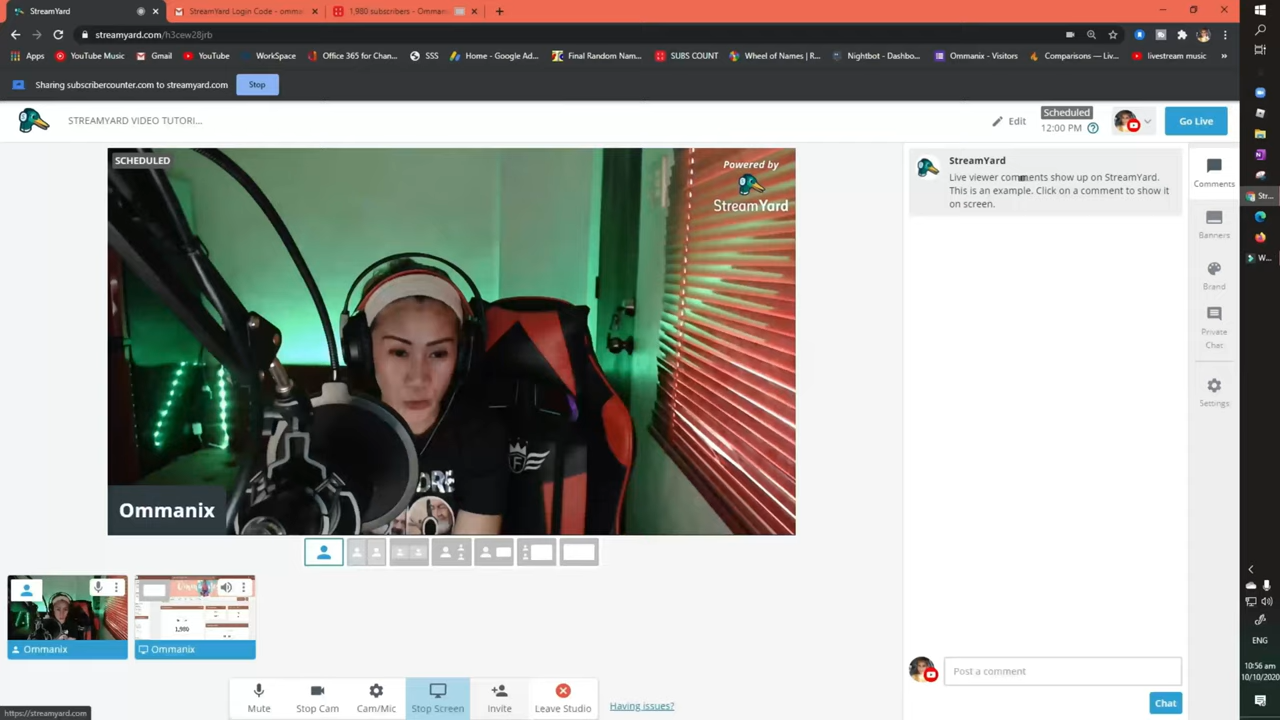 StreamYard
StreamYard Login Code - omma
1,980 subscribers - Ommani
streamyard.com/h3cew28jrb
Apps
YouTube Music
YouTube
WorkSpace
Office 365 for Chan...
SSS
Home - Google Ad...
Final Random Nam...
SUBS COUNT
Wheel of Names | R...
Nightbot - Dashbo...
Ommanix - Visitors
Comparisons — Liv...
livestream music
Sharing subscribercounter.com to streamyard.com
Stop
STREAMYARD VIDEO TUTORI...
Edit
Scheduled
12:00 PM
Go Live
SCHEDULED
Powered by
StreamYard
Ommanix
StreamYard
Live viewer comments show up on StreamYard.
This is an example. Click on a comment to show it
on screen.
Comments
Banners
Brand
Private
Chat
Settings
1,980
Ommanix
Ommanix
Mute
Stop Cam
Cam/Mic
Stop Screen
Invite
Leave Studio
Having issues?
Post a comment
Chat
https://streamyard.com
Str...
W...
ENG
10:56 am
10/10/2020